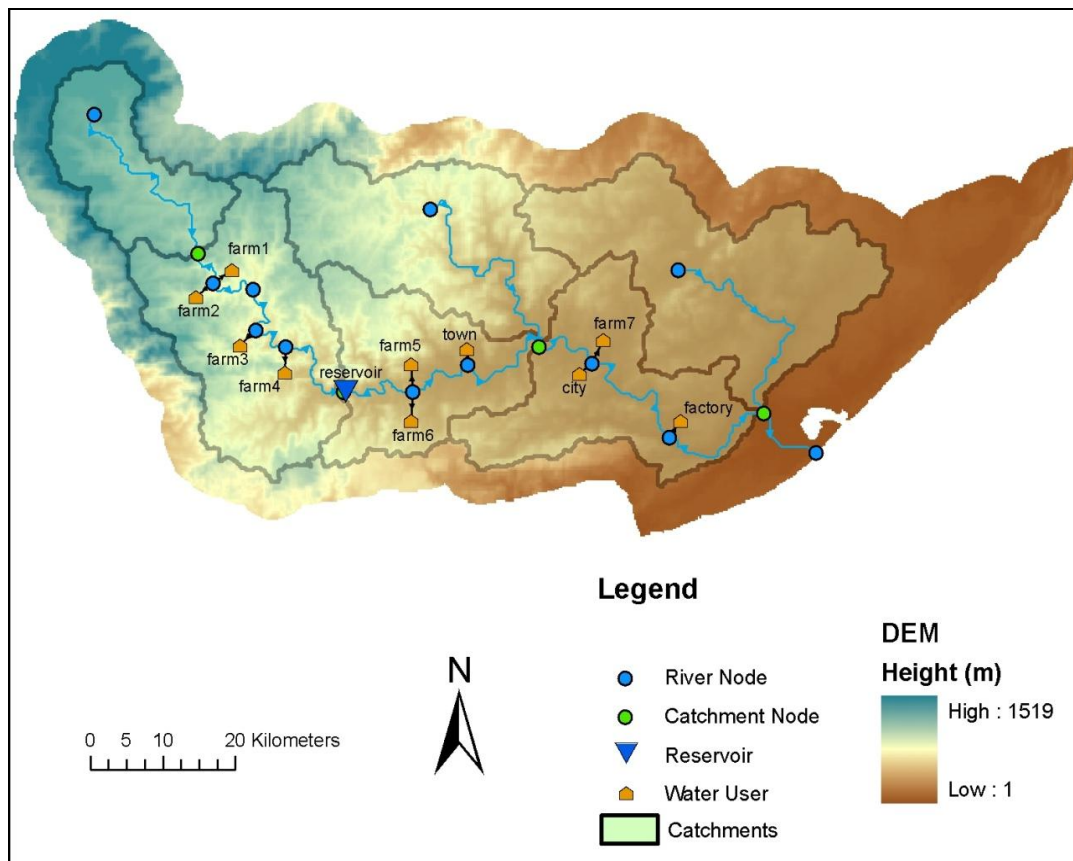 farm1
farm2
farm3
farm4
reservoir
farm5
town
farm6
farm7
city
factory
Legend
DEM
Height (m)
High : 1519
Low : 1
River Node
Catchment Node
Reservoir
Water User
Catchments
N
0 5 10 20 Kilometers